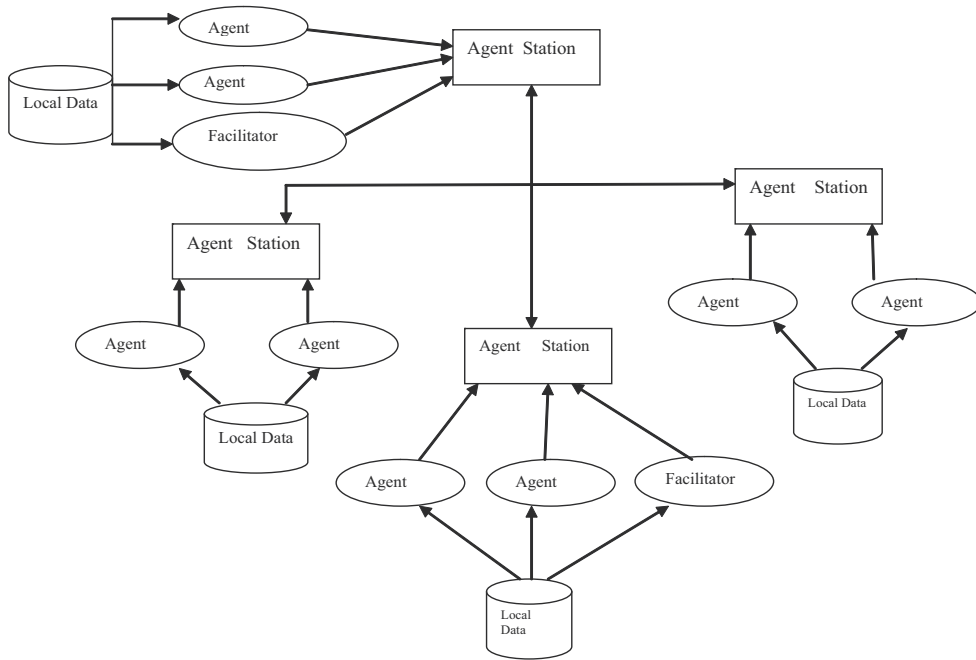 Agent
Agent Station
Agent
Local Data
Facilitator
Agent Station
Agent Station
Agent
Agent
Agent
Agent
Agent Station
Local Data
Local Data
Agent
Agent
Facilitator
Local
Data